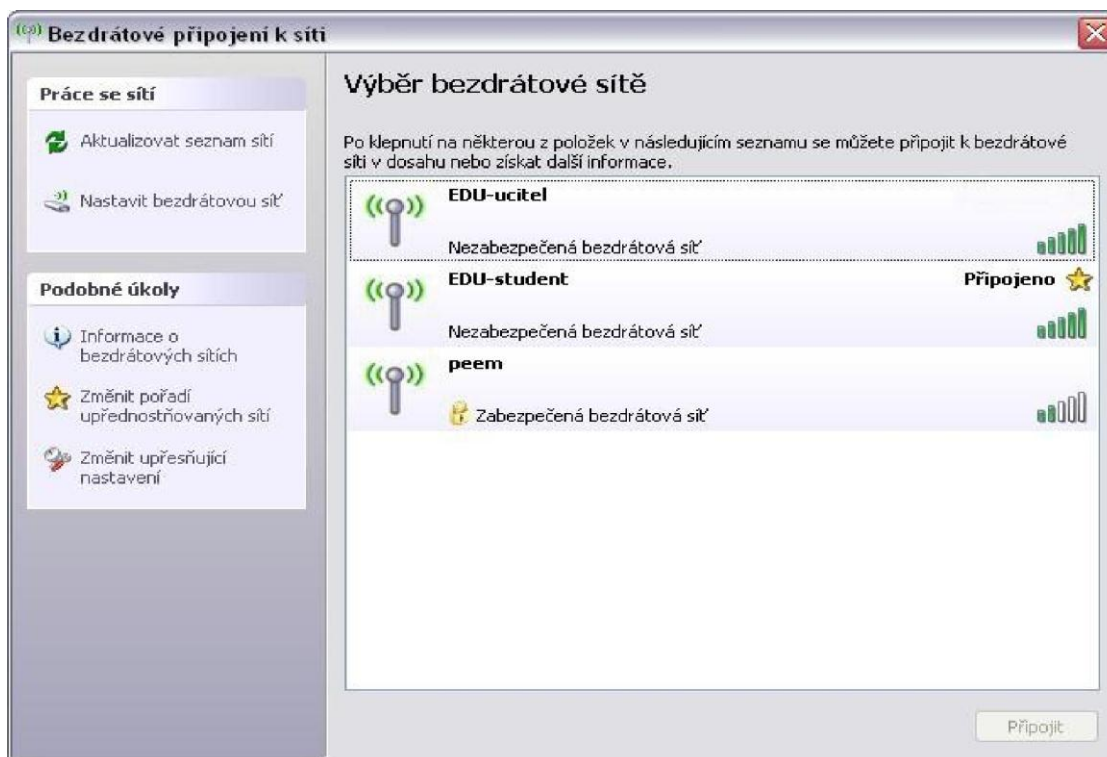 Bezdrátové připojení k síti
Práce se sítí
Aktualizovat seznam sítí
Nastavit bezdrátovou síť
Podobné úkoly
Informace o
bezdrátových sítích
Změnit pořadí
upřednostňovaných sítí
Změnit upřesňující
nastavení
Výběr bezdrátové sítě
Po klepnutí na některou z položek v následujícím seznamu se můžete připojit k bezdrátové
síti v dosahu nebo získat další informace.
EDU-ucitel
Nezabezpečená bezdrátová síť
EDU-student Připojeno
Nezabezpečená bezdrátová síť
peem
Zabezpečená bezdrátová síť
Připojit